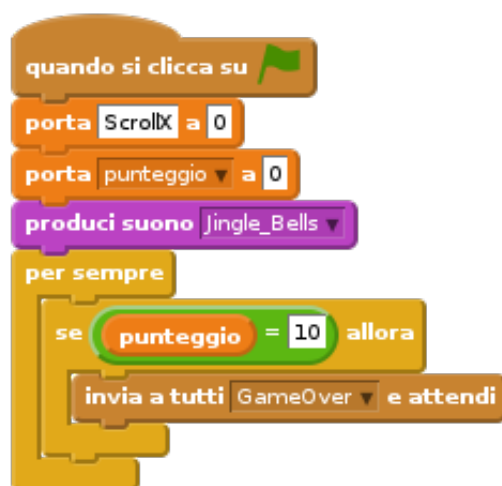 quando si clicca su
porta ScrollX a 0
porta punteggio a 0
produci suono Jingle_Bells
per sempre
se punteggio = 10 allora
invia a tutti GameOver e attendi